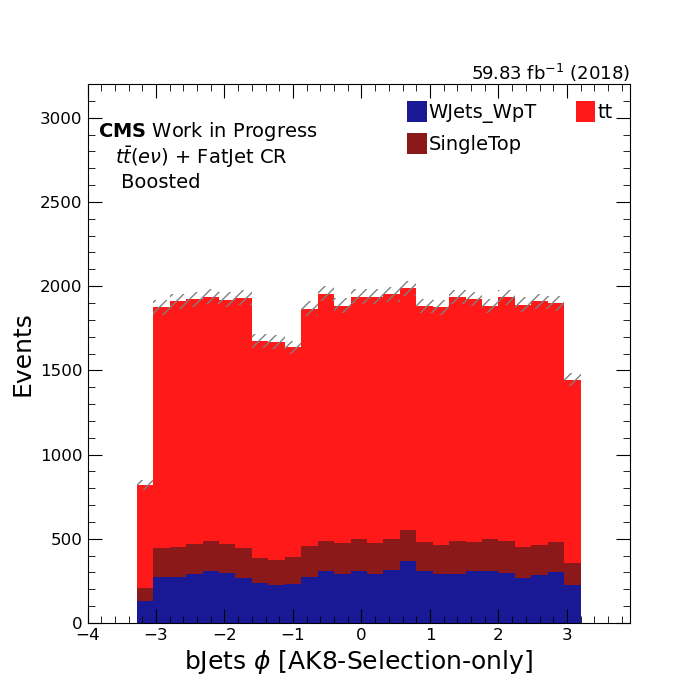 59.83 fb⁻¹ (2018)
WJets_WpT
tt
SingleTop
CMS Work in Progress
tt̄(eν) + FatJet CR
Boosted
3000
2500
2000
1500
1000
500
0
Events
−4 −3 −2 −1 0 1 2 3
bJets ϕ [AK8-Selection-only]